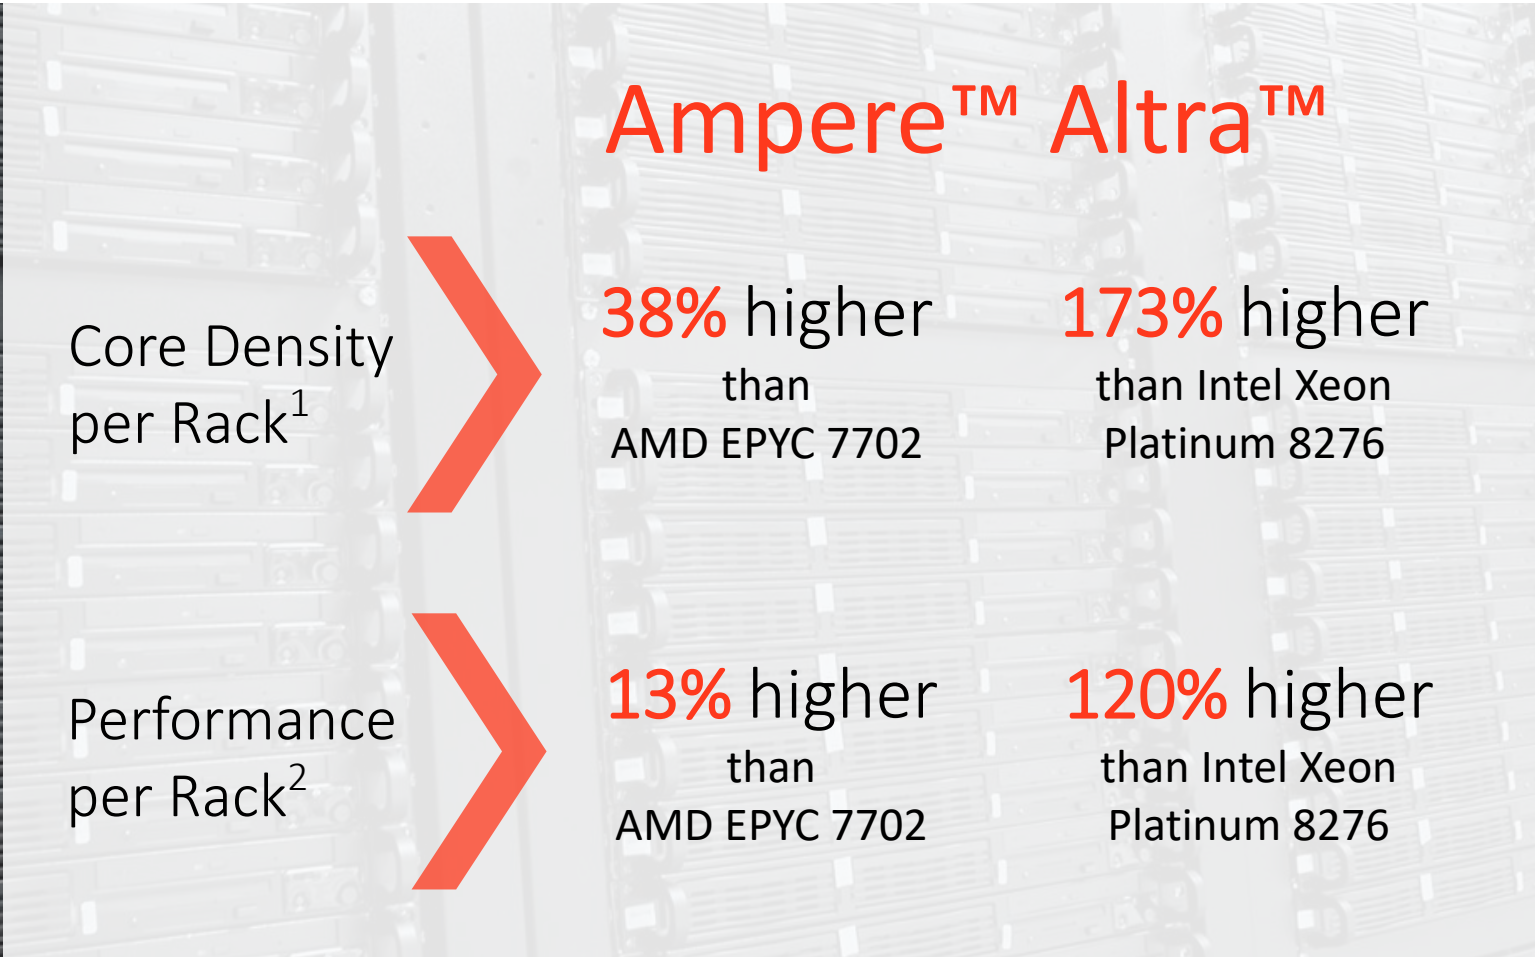 Ampere™ Altra™
Core Density
per Rack¹
38% higher
than
AMD EPYC 7702
173% higher
than Intel Xeon
Platinum 8276
Performance
per Rack²
13% higher
than
AMD EPYC 7702
120% higher
than Intel Xeon
Platinum 8276